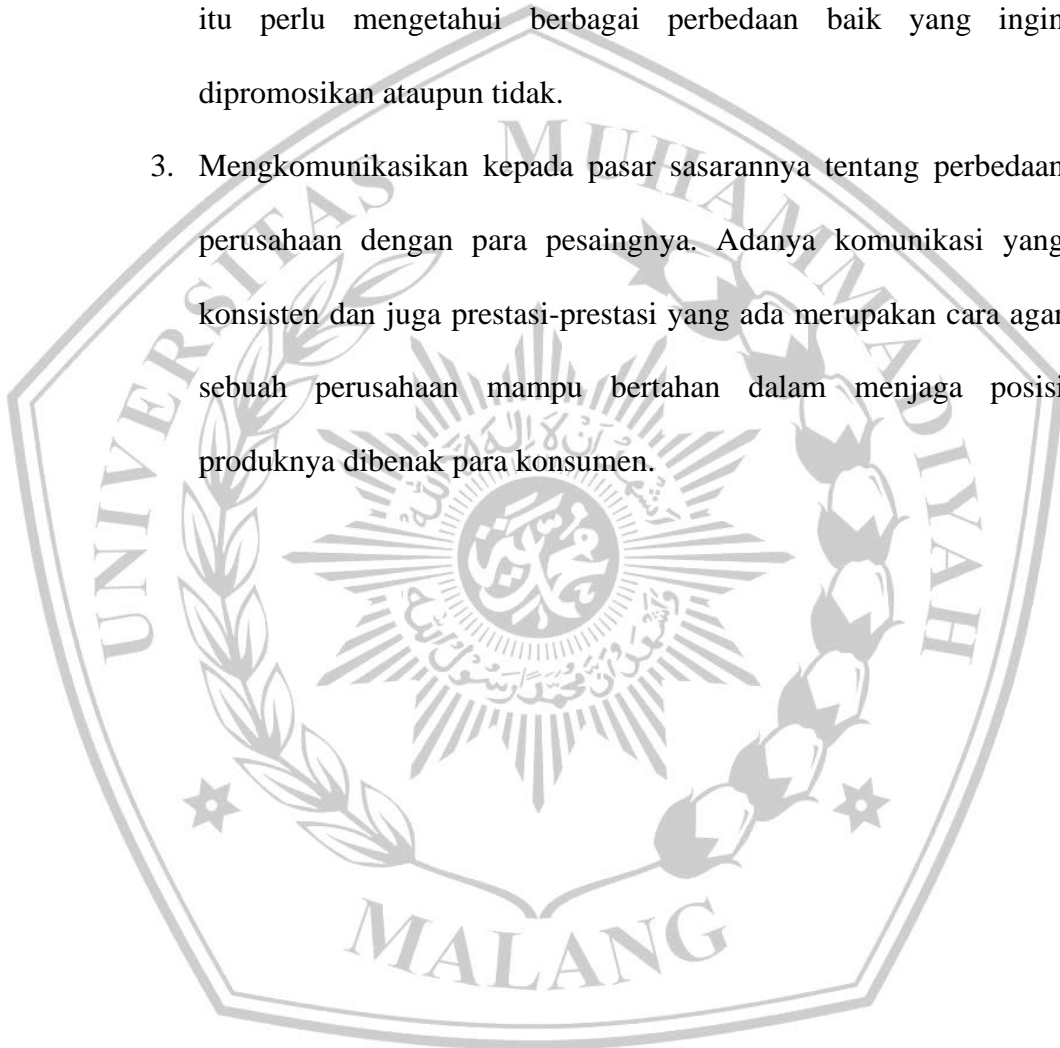 itu perlu mengetahui berbagai perbedaan baik yang ingin
dipromosikan ataupun tidak.
3. Mengkomunikasikan kepada pasar sasarannya tentang perbedaan
perusahaan dengan para pesaingnya. Adanya komunikasi yang
konsisten dan juga prestasi-prestasi yang ada merupakan cara agar
sebuah perusahaan mampu bertahan dalam menjaga posisi
produknya dibenak para konsumen.
UNIVERSITAS MUHAMMADIYAH
MALANG